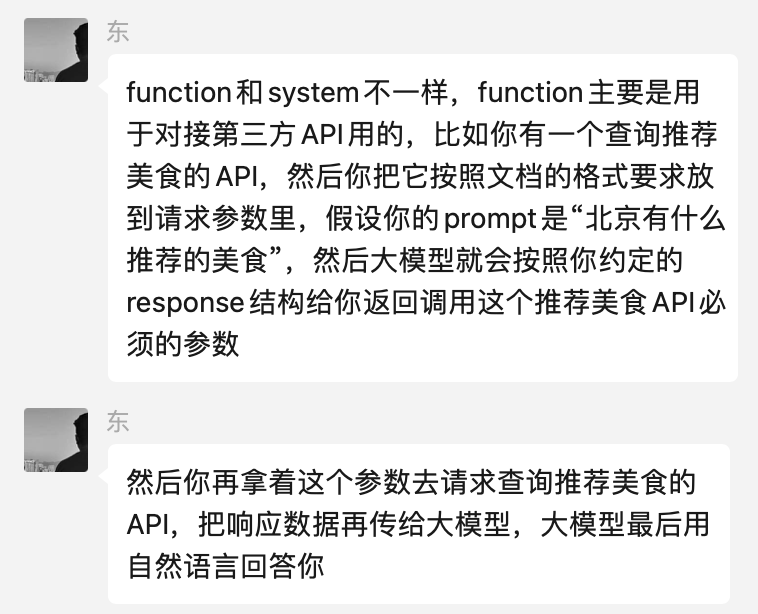 东
function和system不一样，function主要是用
于对接第三方API用的，比如你有一个查询推荐
美食的API，然后你把它按照文档的格式要求放
到请求参数里，假设你的prompt是“北京有什么
推荐的美食”，然后大模型就会按照你约定的
response结构给你返回调用这个推荐美食API必
须的参数
东
然后你再拿着这个参数去请求查询推荐美食的
API，把响应数据再传给大模型，大模型最后用
自然语言回答你